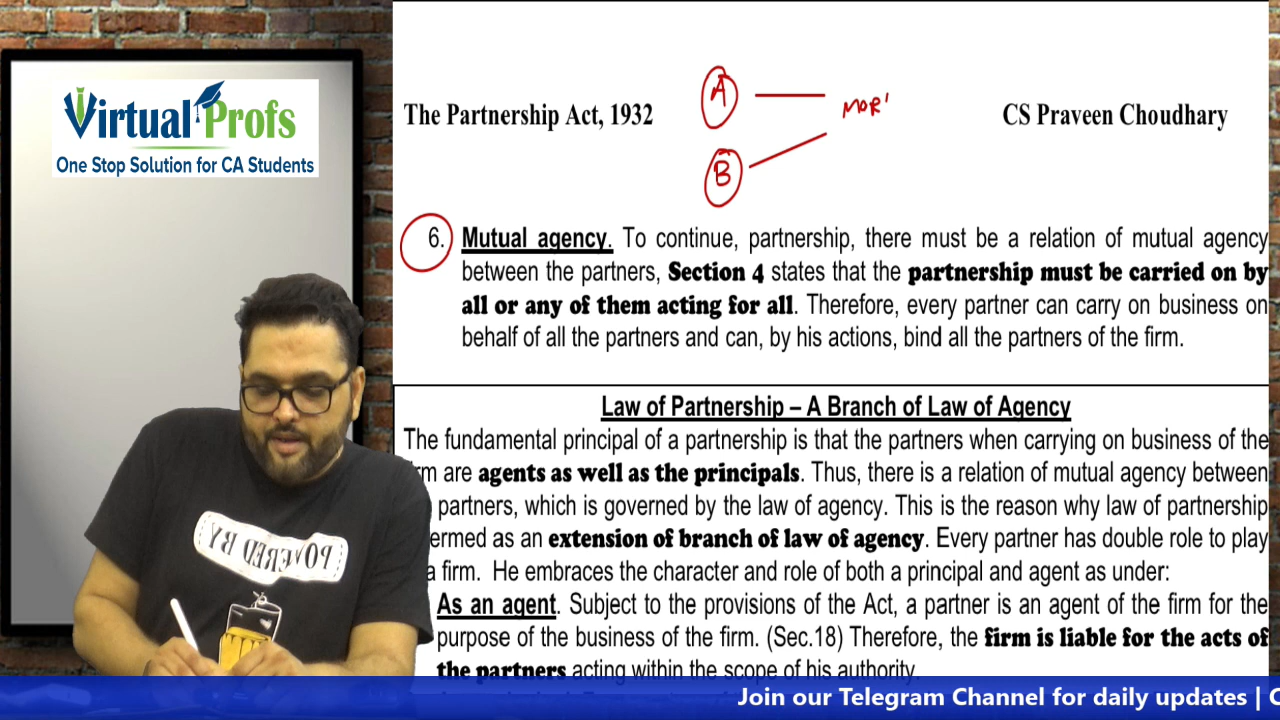 Virtual Profs
One Stop Solution for CA Students
The Partnership Act, 1932
A
B
MOR'
CS Praveen Choudhary
6. Mutual agency. To continue, partnership, there must be a relation of mutual agency
between the partners, Section 4 states that the partnership must be carried on by
all or any of them acting for all. Therefore, every partner can carry on business on
behalf of all the partners and can, by his actions, bind all the partners of the firm.
Law of Partnership – A Branch of Law of Agency
The fundamental principal of a partnership is that the partners when carrying on business of the
rm are agents as well as the principals. Thus, there is a relation of mutual agency between
partners, which is governed by the law of agency. This is the reason why law of partnership
ermed as an extension of branch of law of agency. Every partner has double role to play
a firm. He embraces the character and role of both a principal and agent as under:
As an agent. Subject to the provisions of the Act, a partner is an agent of the firm for the
purpose of the business of the firm. (Sec.18) Therefore, the firm is liable for the acts of
the partners acting within the scope of his authority.
POWERED BY
Join our Telegram Channel for daily updates | C